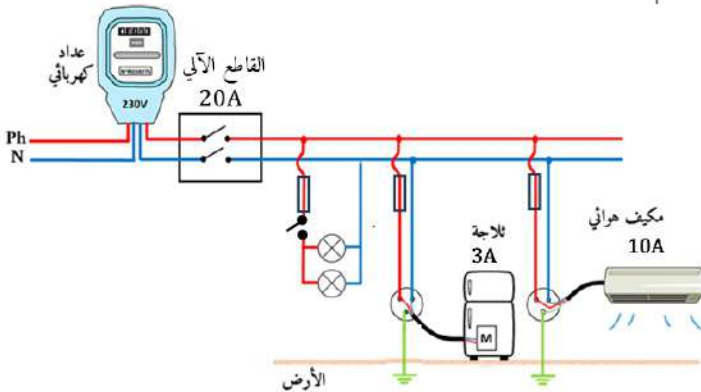 عداد
كهربائي
230V
القاطع الآلي
20A
Ph
N
ثلاجة
3A
مكيف هوائي
10A
M
الأرض